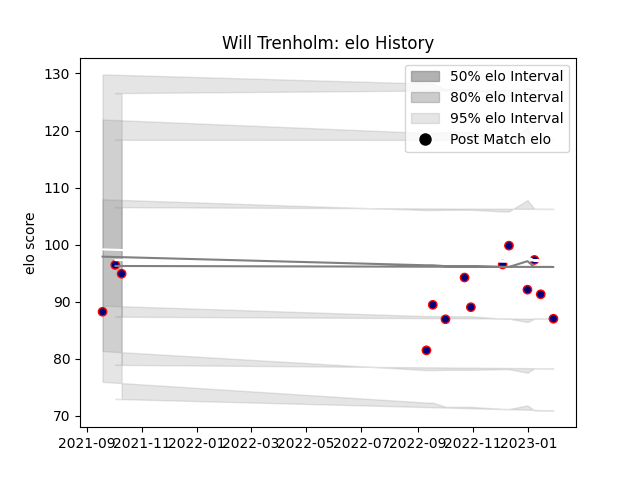 Will Trenholm: elo History
50% elo Interval
80% elo Interval
95% elo Interval
Post Match elo
elo score
130
120
110
100
90
80
70
2021-09 2021-11 2022-01 2022-03 2022-05 2022-07 2022-09 2022-11 2023-01